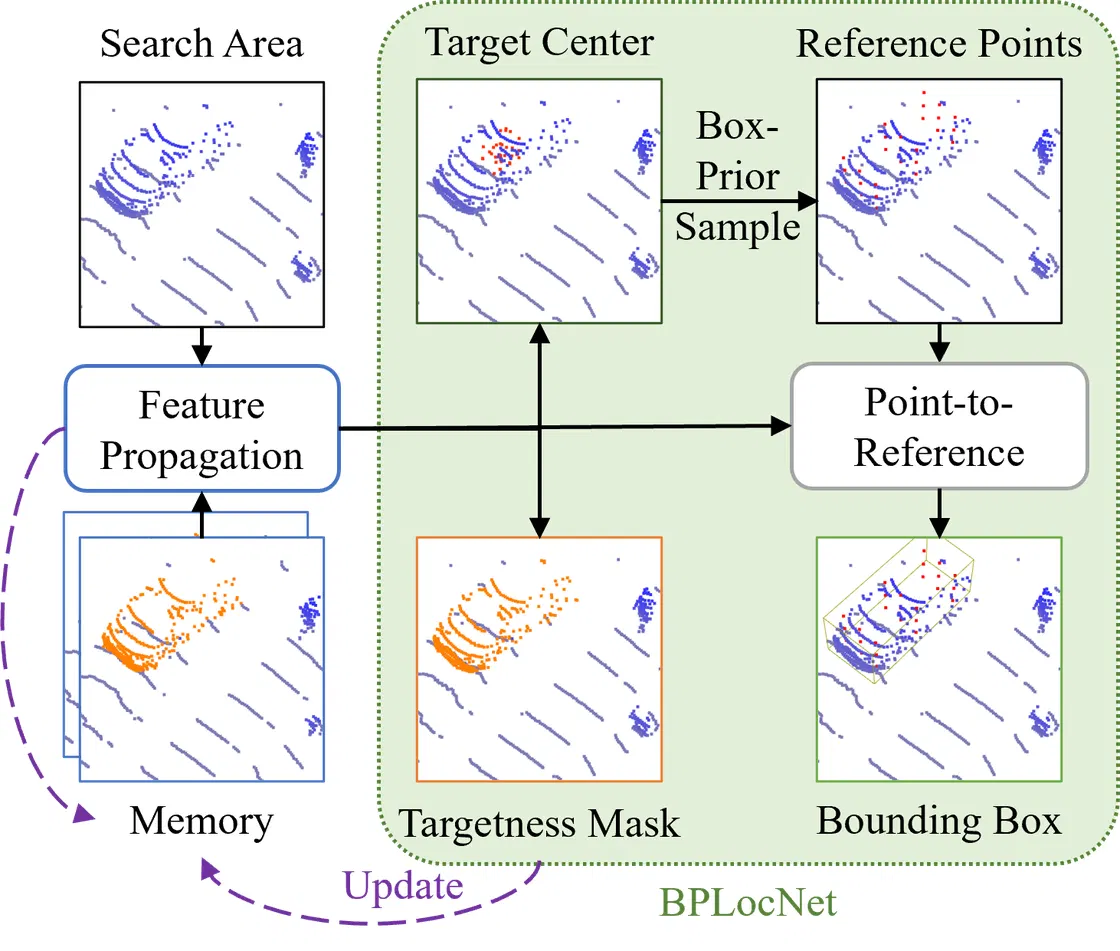 Search Area
Target Center
Reference Points
Box-
Prior
Sample
Feature
Propagation
Point-to-
Reference
Memory
Targetness Mask
Bounding Box
Update
BPLocNet